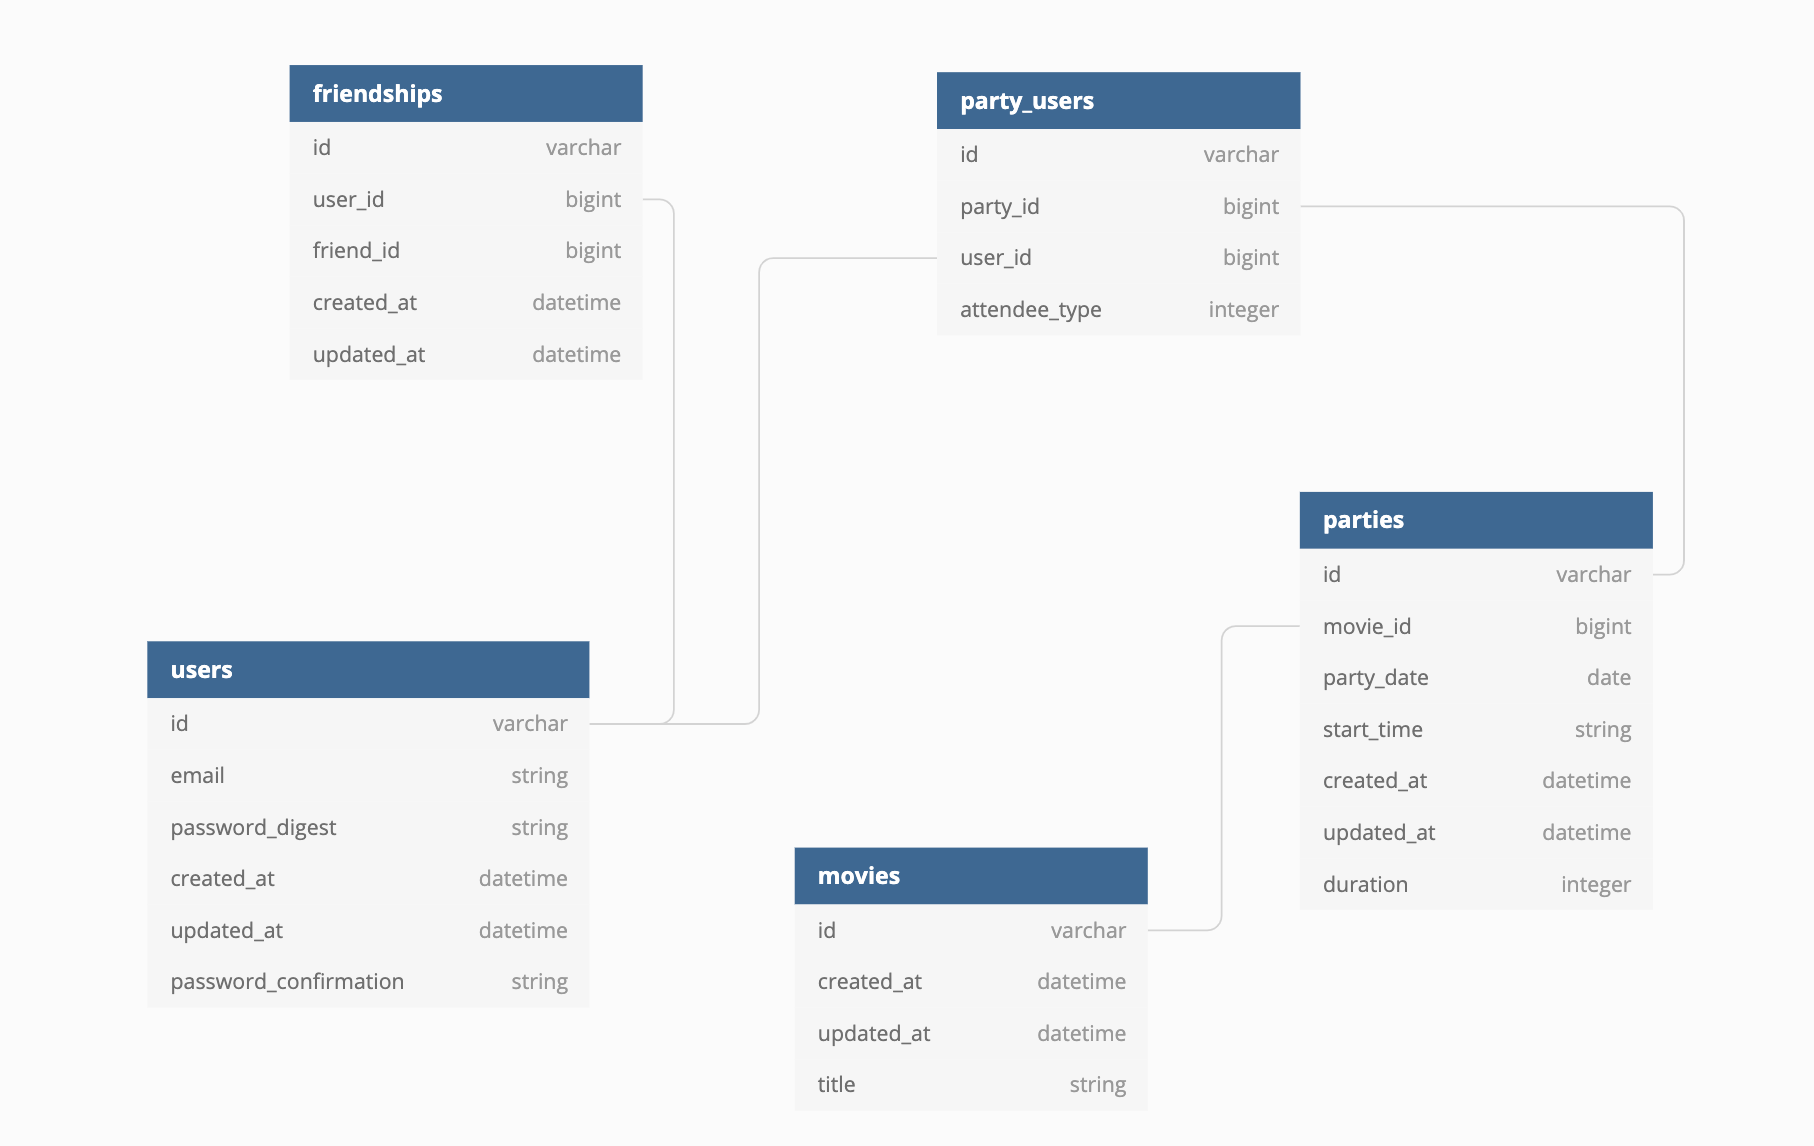 friendships
id varchar
user_id bigint
friend_id bigint
created_at datetime
updated_at datetime
party_users
id varchar
party_id bigint
user_id bigint
attendee_type integer
parties
id varchar
movie_id bigint
party_date date
start_time string
created_at datetime
updated_at datetime
duration integer
users
id varchar
email string
password_digest string
created_at datetime
updated_at datetime
password_confirmation string
movies
id varchar
created_at datetime
updated_at datetime
title string